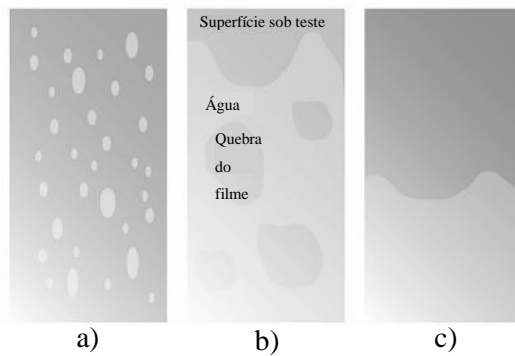 Superfície sob teste
Água
Quebra
do
filme
a)
b)
c)